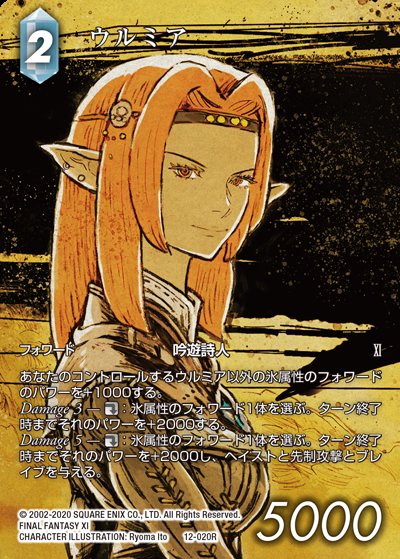 2
ウルミア
フォワード 吟遊詩人 XI
あなたのコントロールするウルミア以外の氷属性のフォワード
のパワーを+1000する。
Damage 3 ― : 氷属性のフォワード1体を選ぶ。ターン終了
時までそれのパワーを+2000する。
Damage 5 ― : 氷属性のフォワード1体を選ぶ。ターン終了
時までそれのパワーを+2000し、ヘイストと先制攻撃とブレ
イブを与える。
© 2002-2020 SQUARE ENIX CO., LTD. All Rights Reserved.
FINAL FANTASY XI
CHARACTER ILLUSTRATION: Ryoma Ito 12-020R
5000